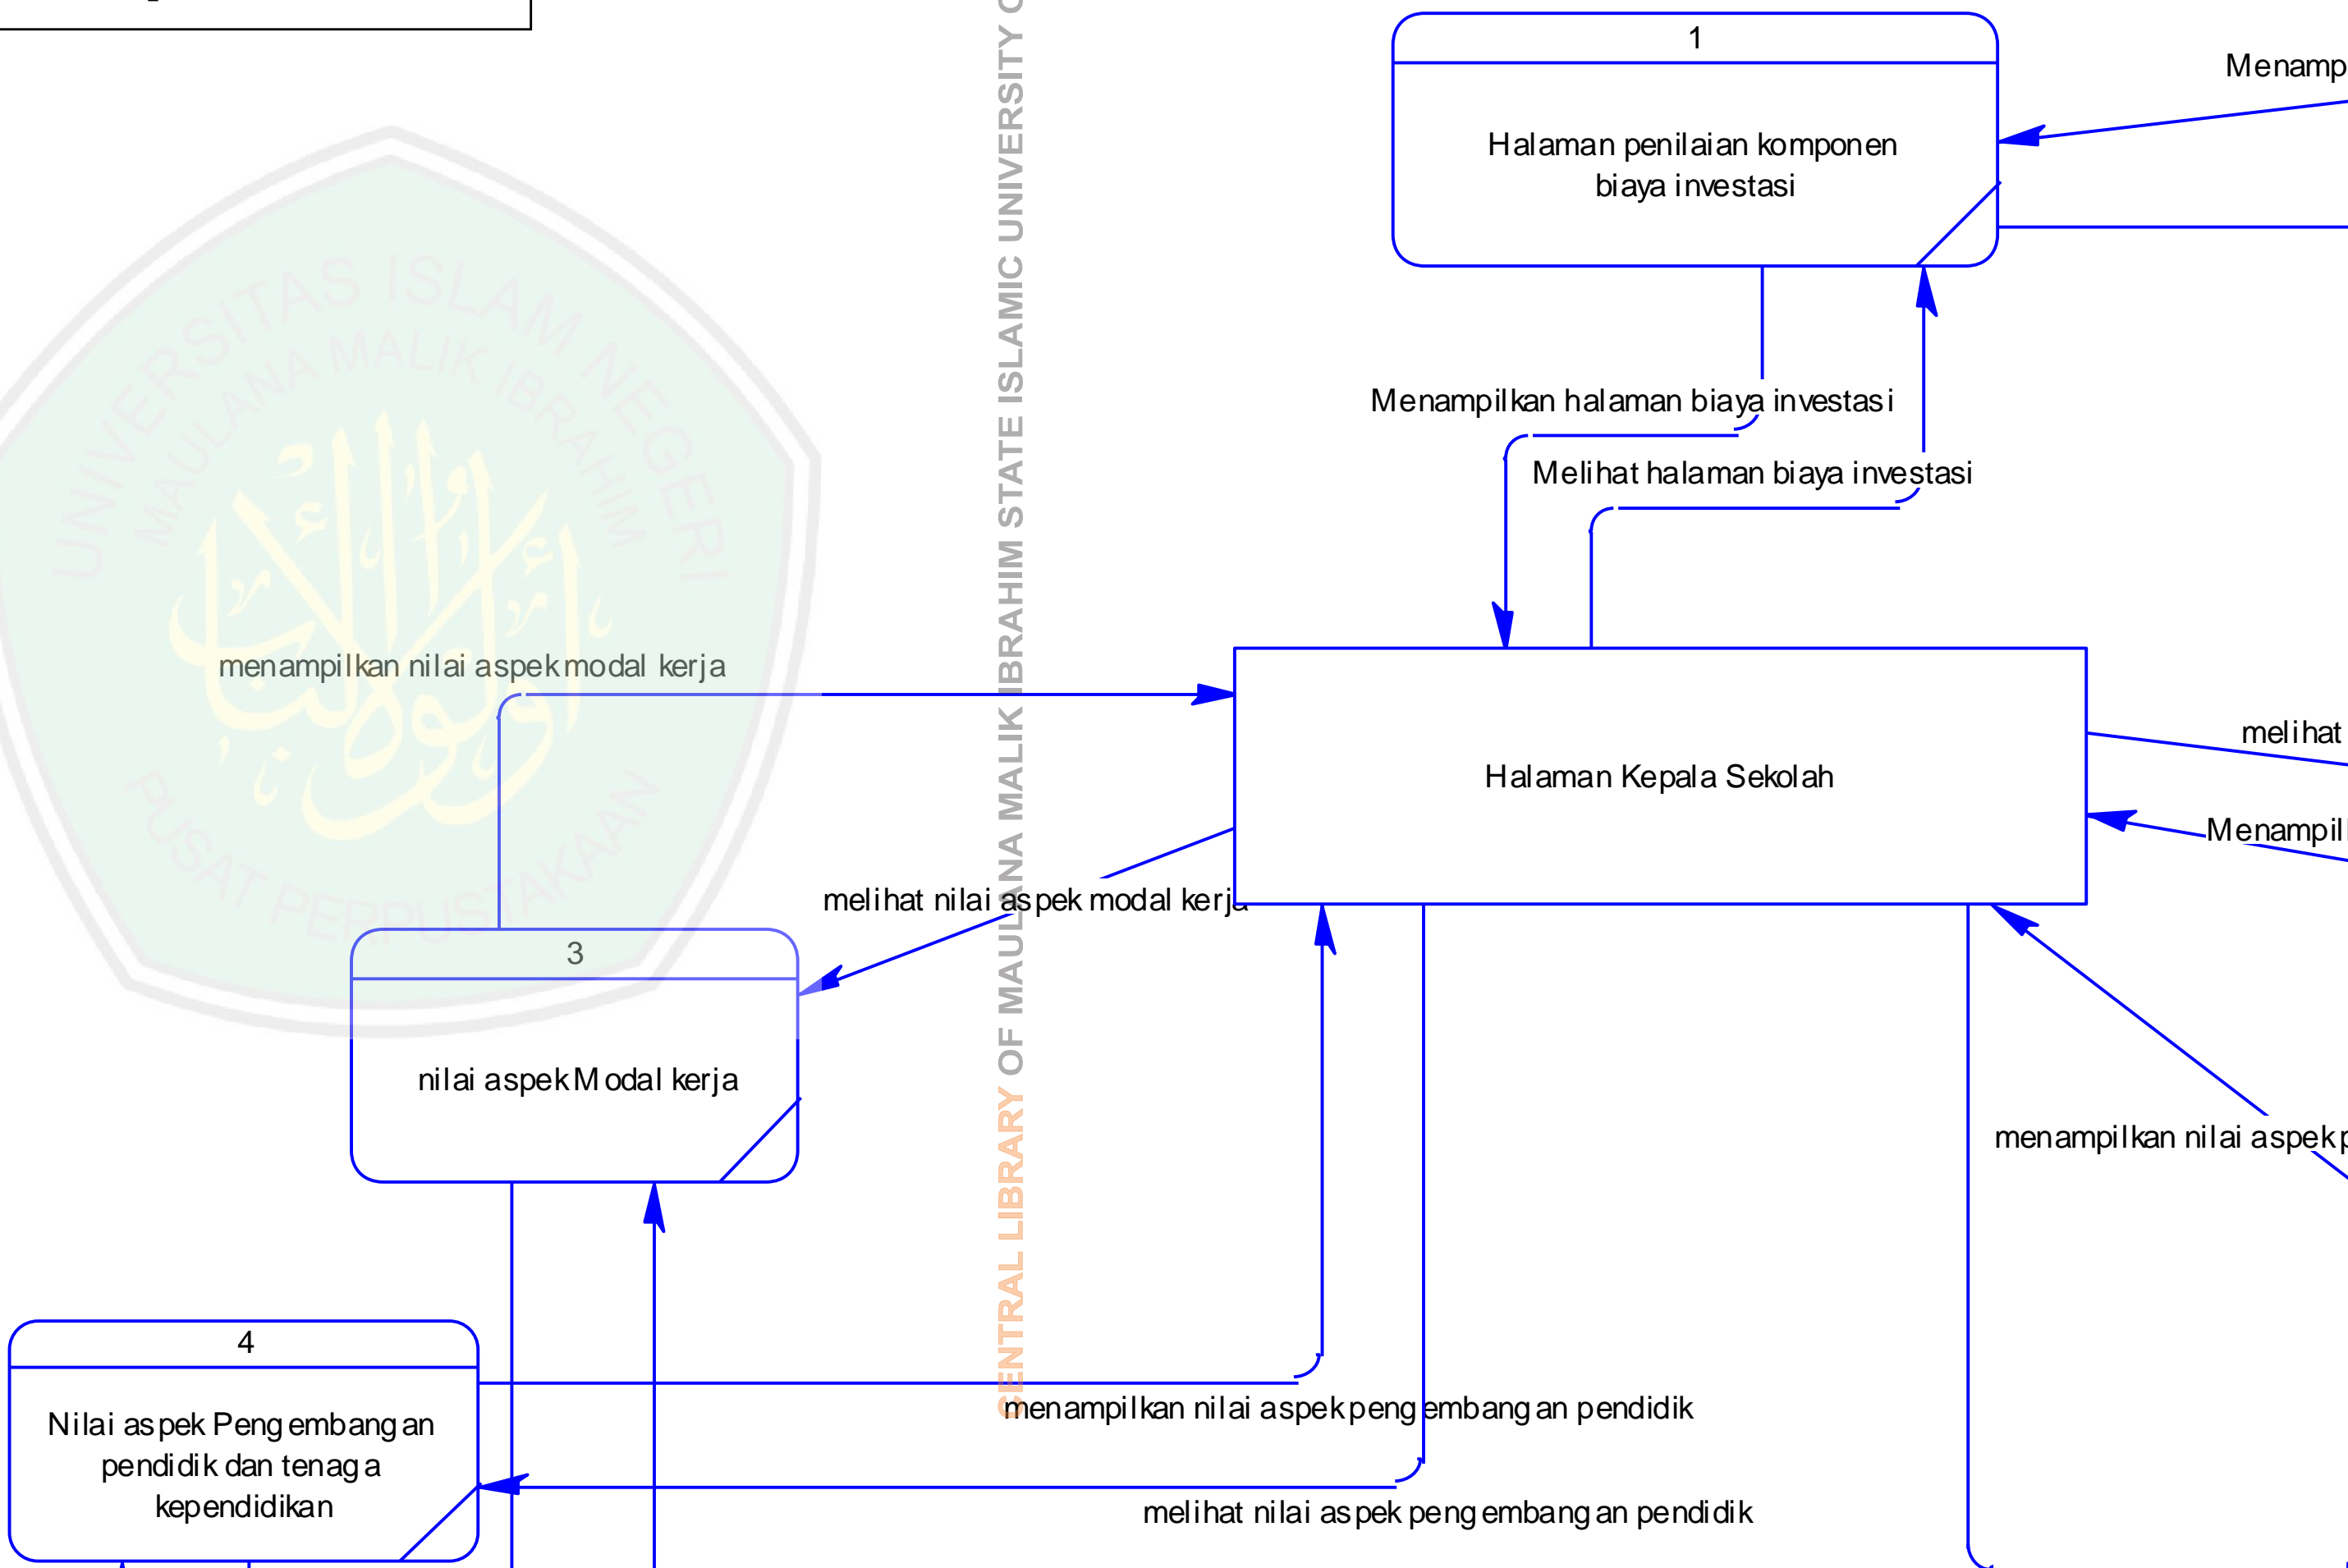 1
Menamp
Halaman penilaian komponen
biaya investasi
Menampilkan halaman biaya investasi
Melihat halaman biaya investasi
UNIVERSITAS ISLAM NEGERI
MAULANA MALIK IBRAHIM
PUSAT PERPUSTAKAAN
menampilkan nilai aspek modal kerja
Halaman Kepala Sekolah
melihat
Menampil
melihat nilai aspek modal kerja
3
nilai aspek Modal kerja
menampilkan nilai aspek p
4
Nilai aspek Pengembangan
pendidik dan tenaga
kependidikan
menampilkan nilai aspek pengembangan pendidik
melihat nilai aspek pengembangan pendidik
CENTRAL LIBRARY OF MAULANA MALIK IBRAHIM STATE ISLAMIC UNIVERSITY O